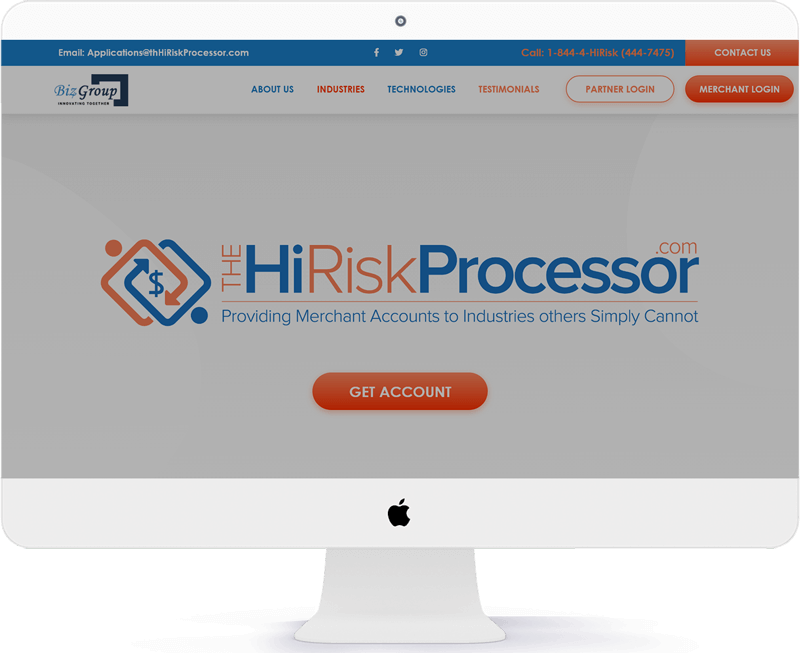 Email: Applications@thHiRiskProcessor.com
Call: 1-844-4-HiRisk (444-7475)
CONTACT US
BizGroup
INNOVATING TOGETHER
ABOUT US
INDUSTRIES
TECHNOLOGIES
TESTIMONIALS
PARTNER LOGIN
MERCHANT LOGIN
THE HiRiskProcessor .com
$
Providing Merchant Accounts to Industries others Simply Cannot
GET ACCOUNT